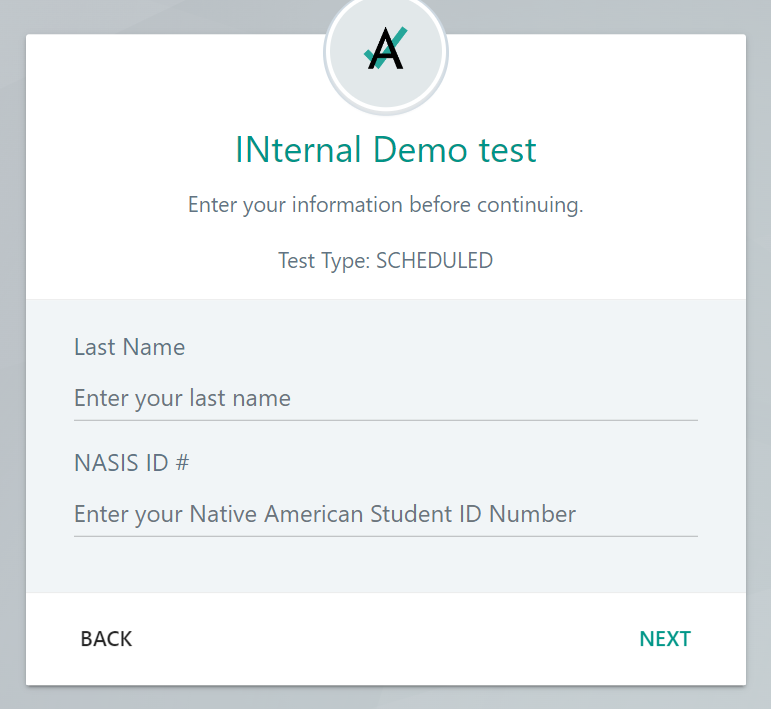 A
INternal Demo test
Enter your information before continuing.
Test Type: SCHEDULED
Last Name
Enter your last name
NASIS ID #
Enter your Native American Student ID Number
BACK
NEXT